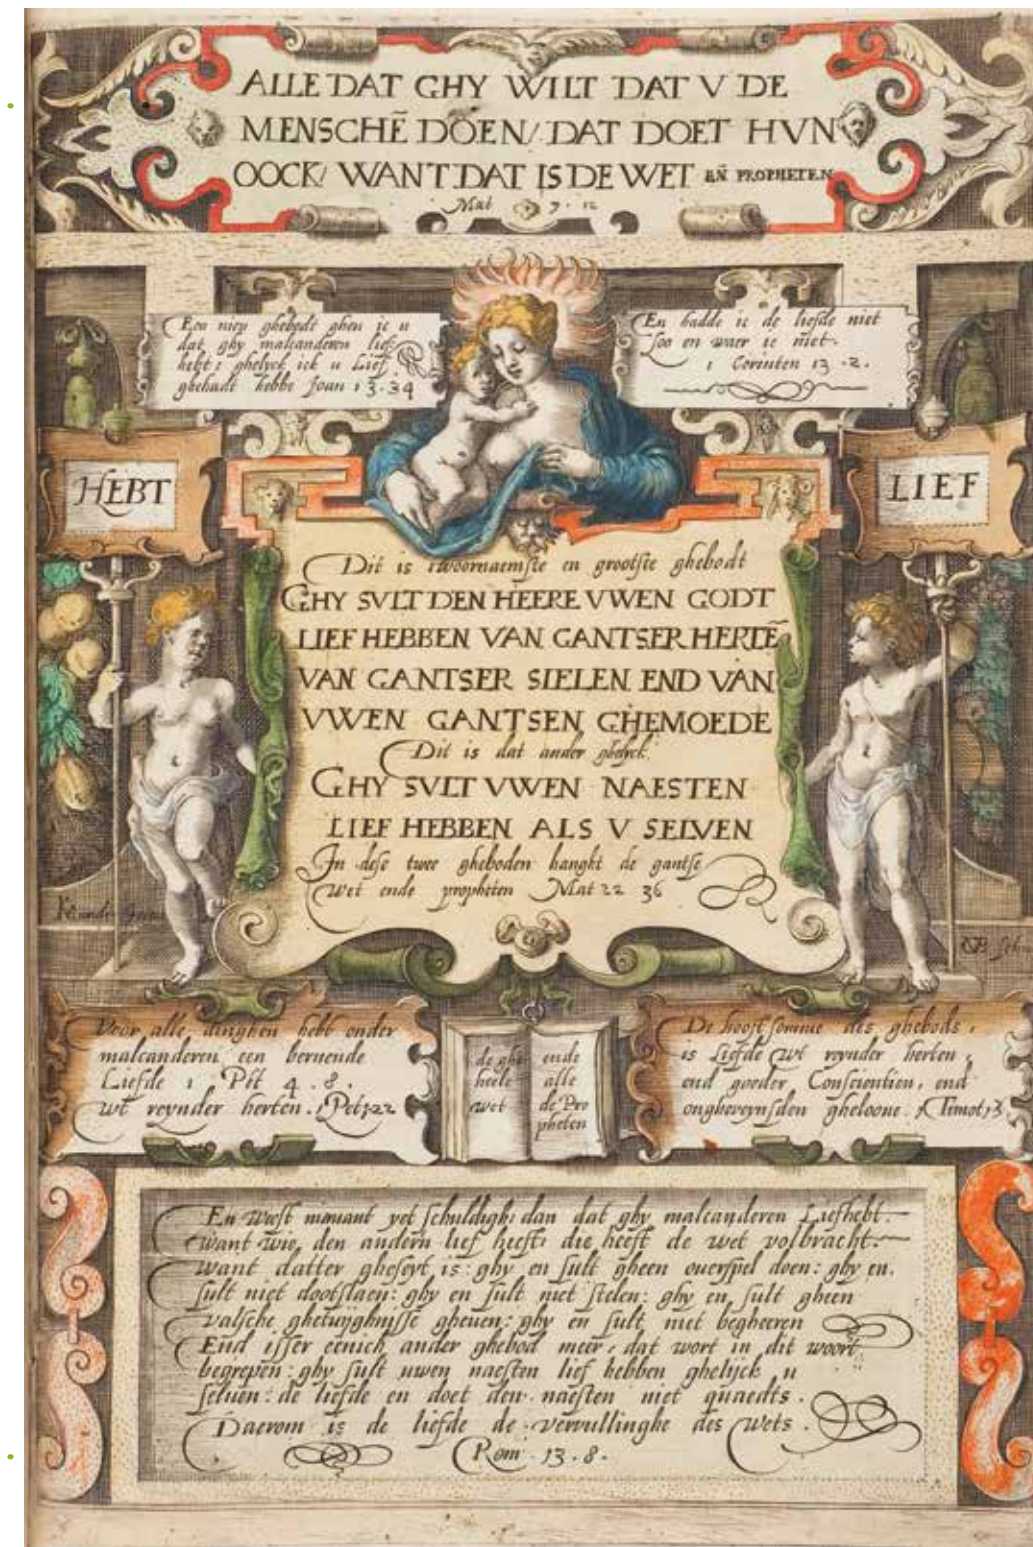 ALLE DAT GHY WILT DAT V DE
MENSCHẼ DOEN/ DAT DOET HVN
OOCK/ WANT DAT IS DE WET EÑ PROPHETEN
Mat 7.12
Een nieu ghebodt gheu ic u
dat ghy malcanderen lief
hebt: ghelyck ick u Lief
ghehadt hebbe Joan 13.34
En hadde ic de liefde niet
soo en waer ic niet.
1 Corinten 13.2.
HEBT
LIEF
Dit is tvoornaemste en grootste ghebodt
GHY SVLT DEN HEERE VWEN GODT
LIEF HEBBEN VAN GANTSER HERTẼ
VAN GANTSER SIELEN END VAN
VWEN GANTSEN GHEMOEDE
Dit is dat ander ghelyck.
GHY SVLT VWEN NAESTEN
LIEF HEBBEN ALS V SELVEN
In dese twee gheboden hanght de gantse
Wet ende propheten Mat 22 36
Voor alle dinghen hebt onder
malcanderen een bernende
Liefde 1 Pet 4.8.
wt reynder herten. 1 Pet 1 22
de ghe
heele
wet
ende
alle
de Pro
pheten
De hooft somme des ghebods,
is Liefde wt reynder herten,
end goeder Conscientien, end
ongheveynsden gheloove. 1 Timot 1 3
En weest niemant yet schuldigh: dan dat ghy malcanderen Liefhebt.
want wie den andern lief heeft: die heeft de wet volbracht.
want datter gheseyt is: ghy en sult gheen overspel doen: ghy en.
sult niet dootslaen: ghy en sult niet stelen: ghy en sult gheen
valsche ghetuyghnisse gheven: ghy en sult niet begheeren
End isser eenich ander ghebod meer, dat wort in dit woort
begrepen: ghy sult uwen naesten lief hebben ghelijck u
selven: de liefde en doet den naesten niet quaedts.
Daerom is de liefde de vervullinghe des Wets.
Rom. 13.8.